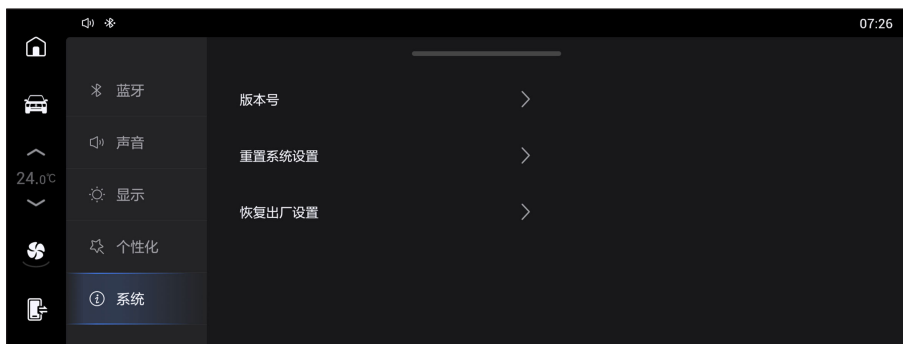 07:26
蓝牙
版本号
声音
重置系统设置
24.0℃
显示
恢复出厂设置
个性化
系统